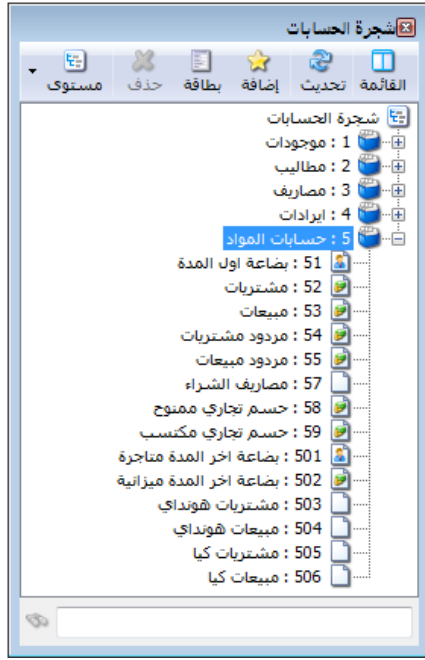 شجرة الحسابات
القائمة تحديث إضافة بطاقة حذف مستوى
شجرة الحسابات
1 : موجودات
2 : مطاليب
3 : مصاريف
4 : ايرادات
5 : حسابات المواد
51 : بضاعة اول المدة
52 : مشتريات
53 : مبيعات
54 : مردود مشتريات
55 : مردود مبيعات
57 : مصاريف الشراء
58 : حسم تجاري ممنوح
59 : حسم تجاري مكتسب
501 : بضاعة اخر المدة متاجرة
502 : بضاعة اخر المدة ميزانية
503 : مشتريات هونداي
504 : مبيعات هونداي
505 : مشتريات كيا
506 : مبيعات كيا